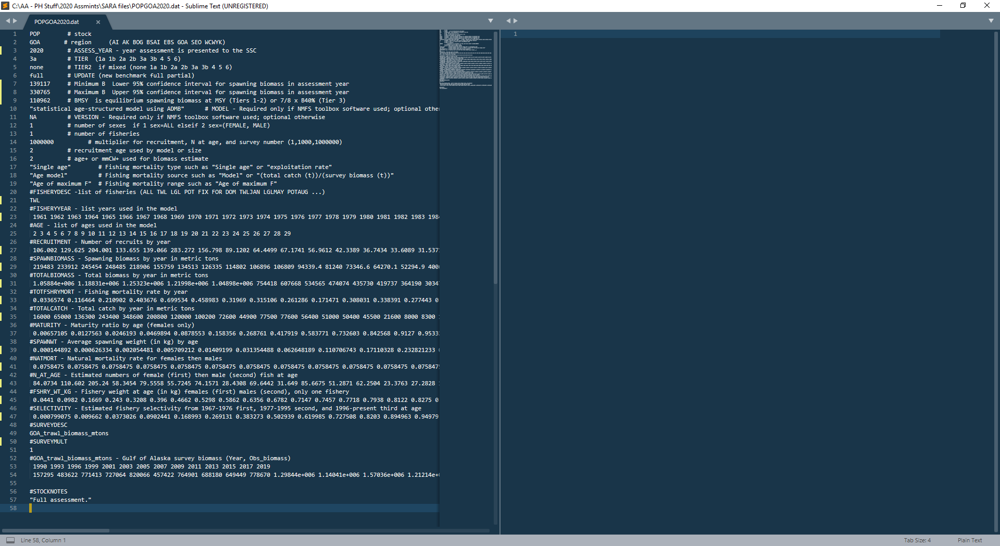 C:\AA - PH Stuff\2020 Assmints\SARA files\POPGOA2020.dat - Sublime Text (UNREGISTERED)
POPGOA2020.dat
1 POP # stock
2 GOA # region (AI AK BOG BSAI EBS GOA SEO WCWYK)
3 2020 # ASSESS_YEAR - year assessment is presented to the SSC
4 3a # TIER (1a 1b 2a 2b 3a 3b 4 5 6)
5 none # TIER2 if mixed (none 1a 1b 2a 2b 3a 3b 4 5 6)
6 full # UPDATE (new benchmark full partial)
7 139117 # Minimum B Lower 95% confidence interval for spawning biomass in assessment year
8 330765 # Maximum B Upper 95% confidence interval for spawning biomass in assessment year
9 110962 # BMSY is equilibrium spawning biomass at MSY (Tiers 1-2) or 7/8 x B40% (Tier 3)
10 "statistical age-structured model using ADMB" # MODEL - Required only if NMFS toolbox software used; optional other
11 NA # VERSION - Required only if NMFS toolbox software used; optional otherwise
12 1 # number of sexes if 1 sex=ALL elseif 2 sex=(FEMALE, MALE)
13 1 # number of fisheries
14 1000000 # multiplier for recruitment, N at age, and survey number (1,1000,1000000)
15 2 # recruitment age used by model or size
16 2 # age+ or mmCW+ used for biomass estimate
17 "Single age" # Fishing mortality type such as "Single age" or "exploitation rate"
18 "Age model" # Fishing mortality source such as "Model" or "(total catch (t))/(survey biomass (t))"
19 "Age of maximum F" # Fishing mortality range such as "Age of maximum F"
20 #FISHERYDESC -list of fisheries (ALL TWL LGL POT FIX FOR DOM TWLJAN LGLMAY POTAUG ...)
21 TWL
22 #FISHERYYEAR - list years used in the model
23 1961 1962 1963 1964 1965 1966 1967 1968 1969 1970 1971 1972 1973 1974 1975 1976 1977 1978 1979 1980 1981 1982 1983 1984
24 #AGE - list of ages used in the model
25 2 3 4 5 6 7 8 9 10 11 12 13 14 15 16 17 18 19 20 21 22 23 24 25 26 27 28 29
26 #RECRUITMENT - Number of recruits by year
27 106.002 129.625 204.001 133.655 139.066 283.272 156.798 89.1202 64.4499 67.1741 56.9612 42.3389 36.7434 33.6089 31.537
28 #SPAWNBIOMASS - Spawning biomass by year in metric tons
29 219483 233912 245454 248485 218906 155759 134513 126335 114802 106896 106809 94339.4 81240 73346.6 64270.1 52294.9 400
30 #TOTALBIOMASS - Total biomass by year in metric tons
31 1.05884e+006 1.18831e+006 1.25323e+006 1.21998e+006 1.04898e+006 754418 607668 534565 474074 435730 419737 364190 3034
32 #TOTFSHRYMORT - Fishing mortality rate by year
33 0.0336574 0.116464 0.210902 0.403676 0.699534 0.458983 0.31969 0.315106 0.261286 0.171471 0.308031 0.338391 0.277443 0
34 #TOTALCATCH - Total catch by year in metric tons
35 16000 65000 136300 243400 348600 200800 120000 100200 72600 44900 77500 77600 56400 51000 50400 45500 21600 8000 8300
36 #MATURITY - Maturity ratio by age (females only)
37 0.00657105 0.0127563 0.0246193 0.0469894 0.0878553 0.158356 0.268761 0.417919 0.583771 0.732603 0.842568 0.9127 0.9533
38 #SPAWNWT - Average spawning weight (in kg) by age
39 0.000144892 0.000626334 0.002054481 0.005709212 0.01409199 0.031354488 0.062648189 0.110706743 0.17110328 0.232821233
40 #NATMORT - Natural mortality rate for females then males
41 0.0758475 0.0758475 0.0758475 0.0758475 0.0758475 0.0758475 0.0758475 0.0758475 0.0758475 0.0758475 0.0758475 0.075847
42 #N_AT_AGE - Estimated numbers of female (first) then male (second) fish at age
43 84.0734 110.602 205.24 58.3454 79.5558 55.7245 74.1571 28.4308 69.6442 31.649 85.6675 51.2871 62.2504 23.3763 27.2828
44 #FSHRY_WT_KG - Fishery weight at age (in kg) females (first) males (second), only one fishery
45 0.0441 0.0982 0.1669 0.243 0.3208 0.396 0.4662 0.5298 0.5862 0.6356 0.6782 0.7147 0.7457 0.7718 0.7938 0.8122 0.8275 0
46 #SELECTIVITY - Estimated fishery selectivity from 1967-1976 first, 1977-1995 second, and 1996-present third at age
47 0.000799075 0.009662 0.0373026 0.0902441 0.168993 0.269131 0.383273 0.502939 0.619985 0.727508 0.8203 0.894963 0.94979
48 #SURVEYDESC
49 GOA_trawl_biomass_mtons
50 #SURVEYMULT
51 1
52 #GOA_trawl_biomass_mtons - Gulf of Alaska survey biomass (Year, Obs_biomass)
53 1990 1993 1996 1999 2001 2003 2005 2007 2009 2011 2013 2015 2017 2019
54 157295 483622 771413 727064 820066 457422 764901 688180 649449 778670 1.29844e+006 1.14041e+006 1.57036e+006 1.21214e+
55
56 #STOCKNOTES
57 "Full assessment."
58
1
Line 58, Column 1
Tab Size: 4
Plain Text